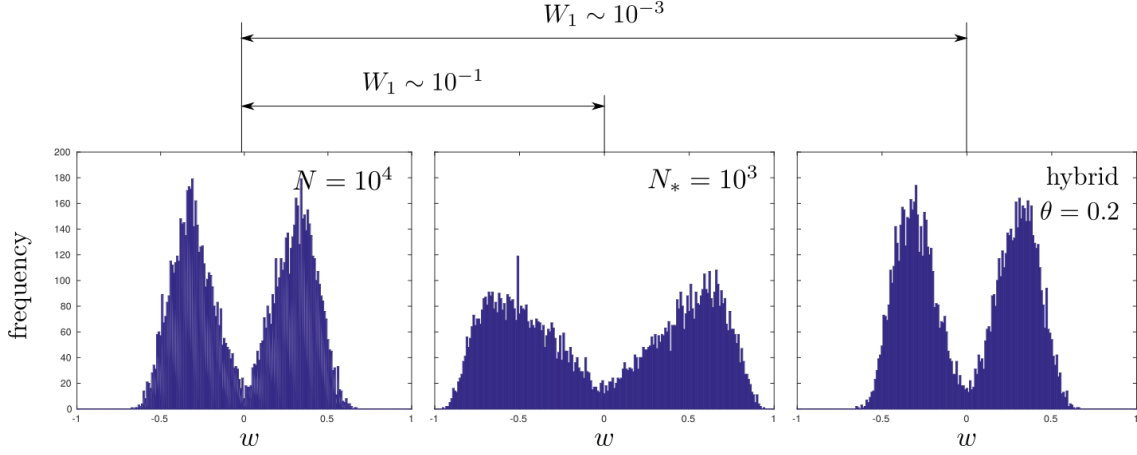 W₁ ∼ 10⁻³
W₁ ∼ 10⁻¹
frequency
200
180
160
140
120
100
80
60
40
20
0
N = 10⁴
N* = 10³
hybrid
θ = 0.2
-1 -0.5 0 0.5 1
-1 -0.5 0 0.5 1
-1 -0.5 0 0.5 1
w
w
w